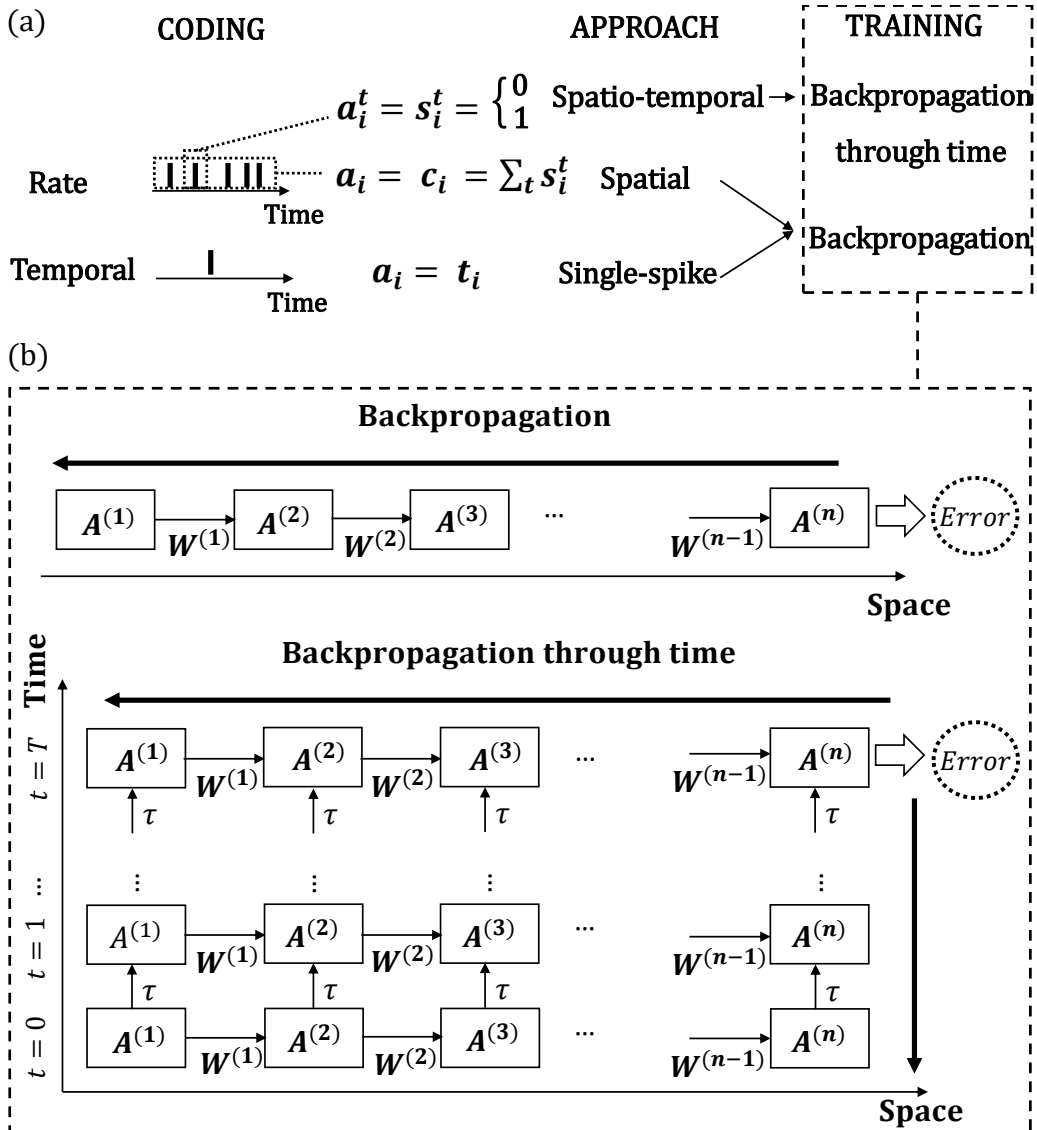 (a)
CODING APPROACH TRAINING
a_i^t = s_i^t = { 0 1 Spatio-temporal Backpropagation through time
Rate Time a_i = c_i = ∑_t s_i^t Spatial
Backpropagation
Temporal Time a_i = t_i Single-spike
(b)
Backpropagation
A^(1) A^(2) A^(3) ... A^(n) Error
W^(1) W^(2) W^(n−1)
Space
Time
Backpropagation through time
t = T A^(1) A^(2) A^(3) ... A^(n) Error
W^(1) W^(2) W^(n−1)
τ τ τ τ
... ⋮ ⋮ ⋮ ⋮
t = 1 A^(1) A^(2) A^(3) ... A^(n)
W^(1) W^(2) W^(n−1)
τ τ τ τ
t = 0 A^(1) A^(2) A^(3) ... A^(n)
W^(1) W^(2) W^(n−1)
Space